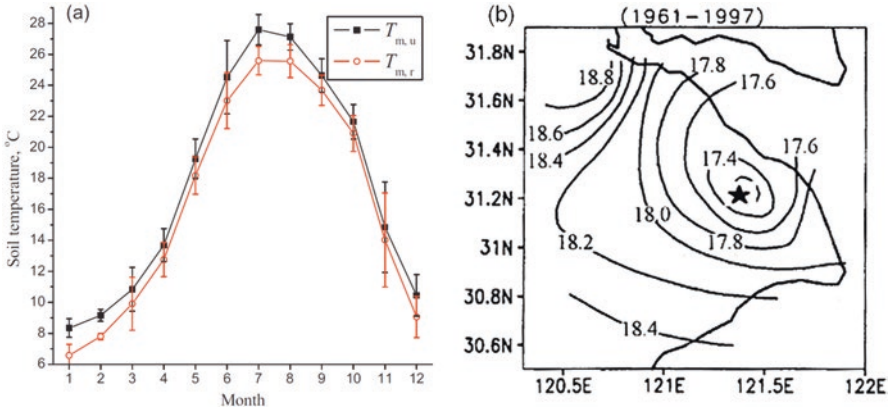 (a)
T m, u
T m, r
28
26
24
22
20
18
16
14
12
10
8
6
Soil temperature, °C
1 2 3 4 5 6 7 8 9 10 11 12
Month
(b)
(1961-1997)
31.8N
31.6N
31.4N
31.2N
31N
30.8N
30.6N
18.8
17.8
17.6
18.6
18.4
17.6
17.4
18.0
18.2
17.8
18.4
120.5E 121E 121.5E 122E